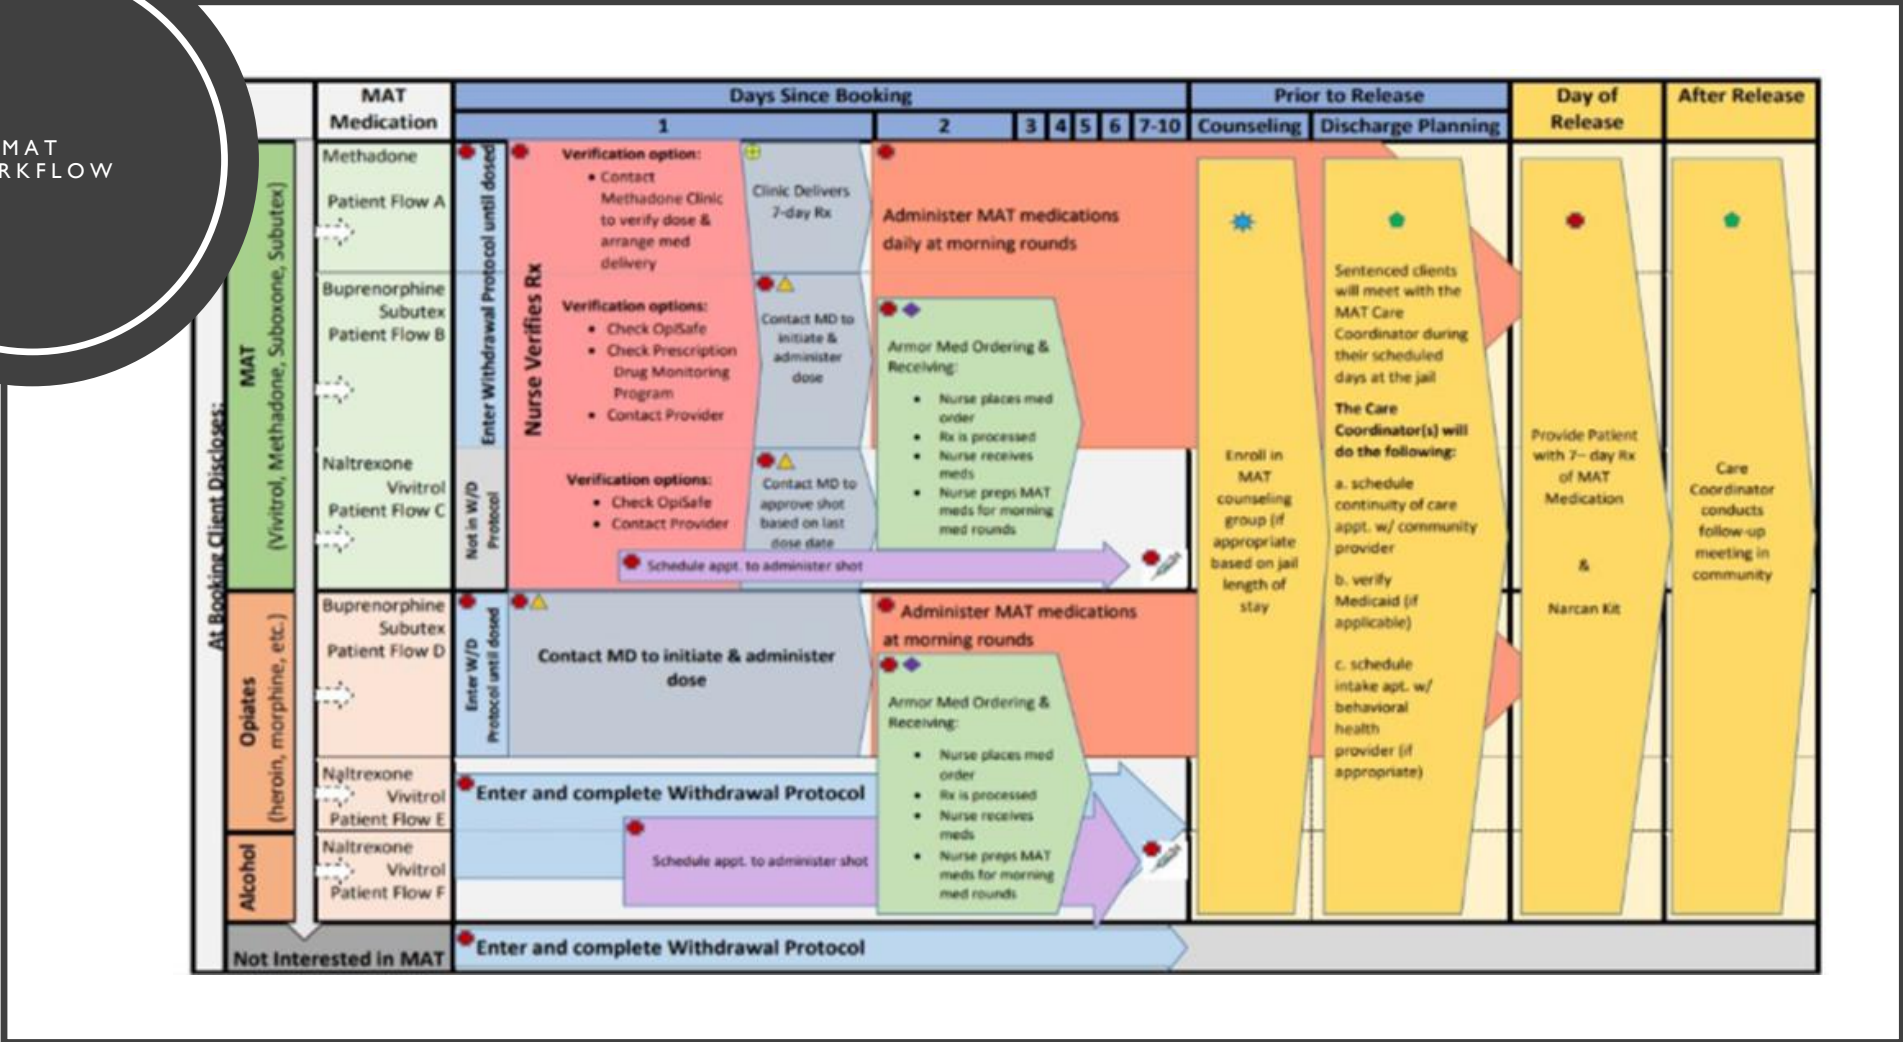 MAT
RKFLOW
MAT
Medication
Days Since Booking
1
2
3
4
5
6
7-10
Prior to Release
Counseling
Discharge Planning
Day of
Release
After Release
At Booking Client Discloses:
MAT
(Vivitrol, Methadone, Suboxone, Subutex)
Opiates
(heroin, morphine, etc.)
Alcohol
Not Interested in MAT
Methadone
Patient Flow A
Buprenorphine
Subutex
Patient Flow B
Naltrexone
Vivitrol
Patient Flow C
Buprenorphine
Subutex
Patient Flow D
Naltrexone
Vivitrol
Patient Flow E
Naltrexone
Vivitrol
Patient Flow F
Enter Withdrawal Protocol until dosed
Not in W/D
Protocol
Nurse Verifies Rx
Verification option:
• Contact
Methadone Clinic
to verify dose &
arrange med
delivery
Verification options:
• Check OpiSafe
• Check Prescription
Drug Monitoring
Program
• Contact Provider
Verification options:
• Check OpiSafe
• Contact Provider
Clinic Delivers
7-day Rx
Contact MD to
initiate &
administer
dose
Contact MD to
approve shot
based on last
dose date
Schedule appt. to administer shot
Administer MAT medications
daily at morning rounds
Armor Med Ordering &
Receiving:
• Nurse places med
order
• Rx is processed
• Nurse receives
meds
• Nurse preps MAT
meds for morning
med rounds
Enter W/D
Protocol until dosed
Contact MD to initiate & administer
dose
Administer MAT medications
at morning rounds
Armor Med Ordering &
Receiving:
• Nurse places med
order
• Rx is processed
• Nurse receives
meds
• Nurse preps MAT
meds for morning
med rounds
Enter and complete Withdrawal Protocol
Schedule appt. to administer shot
Enter and complete Withdrawal Protocol
Enroll in
MAT
counseling
group (if
appropriate
based on jail
length of
stay
Sentenced clients
will meet with the
MAT Care
Coordinator during
their scheduled
days at the jail
The Care
Coordinator(s) will
do the following:
a. schedule
continuity of care
appt. w/ community
provider
b. verify
Medicaid (if
applicable)
c. schedule
intake apt. w/
behavioral
health
provider (if
appropriate)
Provide Patient
with 7– day Rx
of MAT
Medication
&
Narcan Kit
Care
Coordinator
conducts
follow-up
meeting in
community